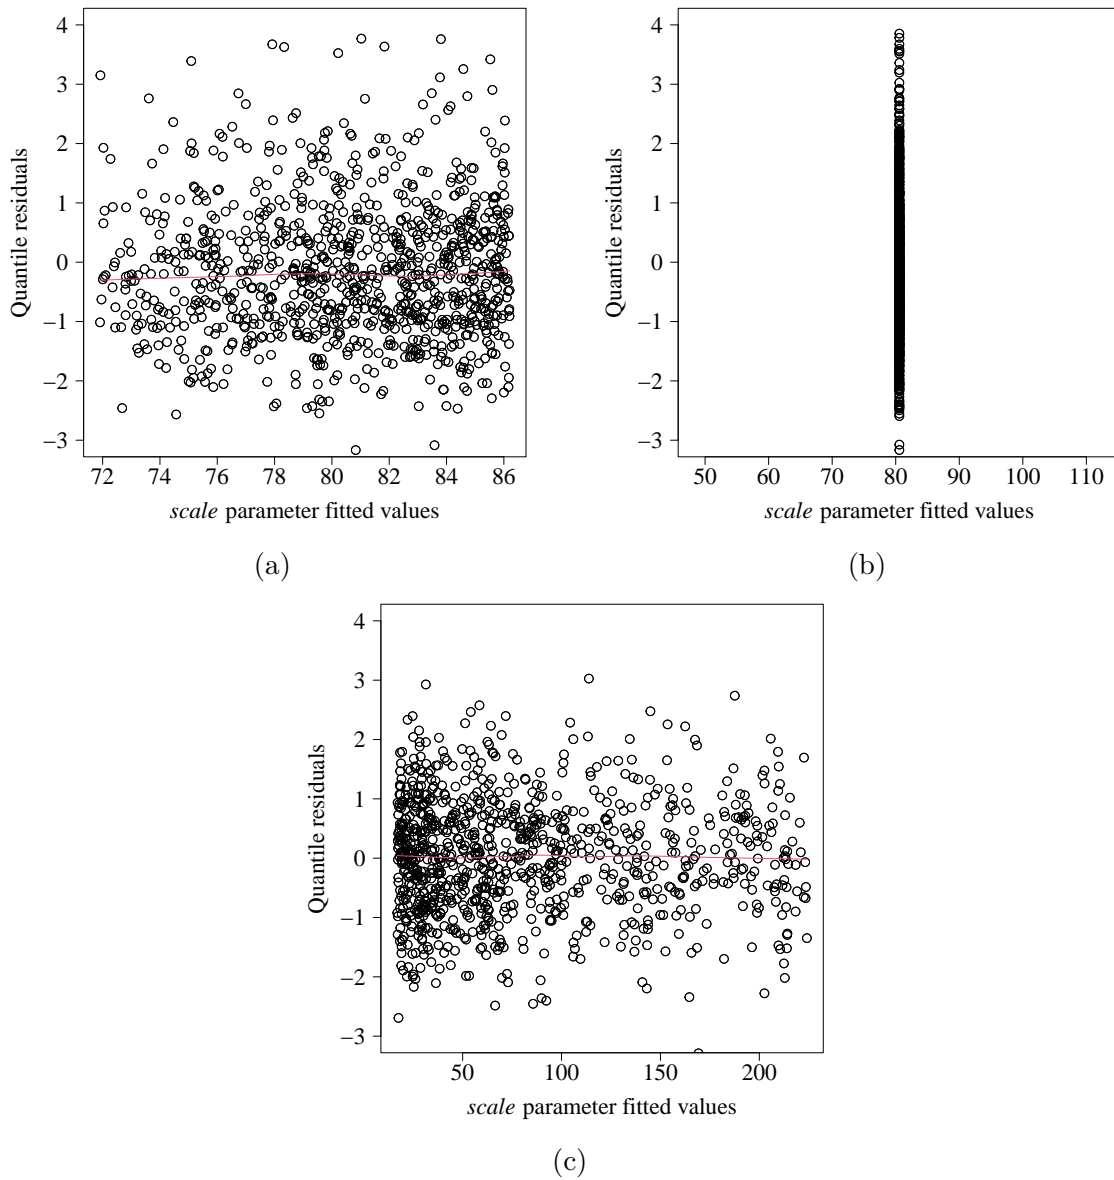 4
3
2
1
0
−1
−2
−3
Quantile residuals
72 74 76 78 80 82 84 86
scale parameter fitted values
(a)
4
3
2
1
0
−1
−2
−3
Quantile residuals
50 60 70 80 90 100 110
scale parameter fitted values
(b)
4
3
2
1
0
−1
−2
−3
Quantile residuals
50 100 150 200
scale parameter fitted values
(c)